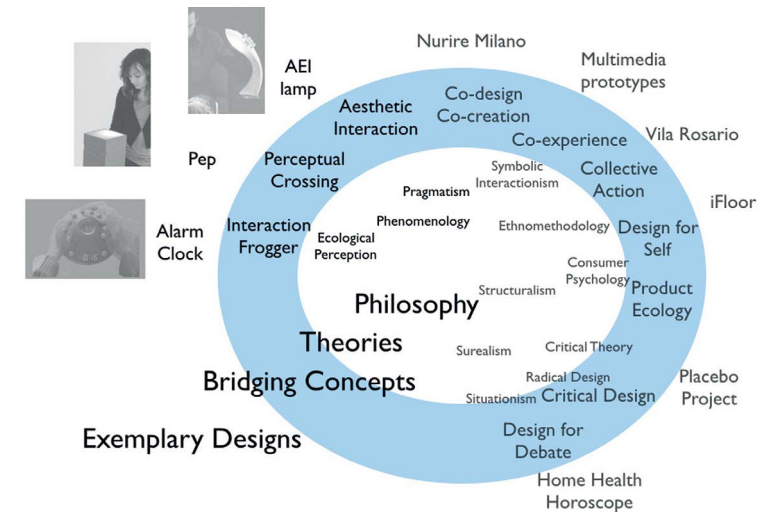 Nurire Milano
Multimedia
prototypes
AEI
lamp
Co-design
Co-creation
Aesthetic
Interaction
Co-experience
Vila Rosario
Pep
Perceptual
Crossing
Symbolic
Interactionism
Collective
Action
Pragmatism
iFloor
Alarm
Clock
Interaction
Frogger
Phenomenology
Ecological
Perception
Ethnomethodology
Design for
Self
Consumer
Psychology
Structuralism
Product
Ecology
Philosophy
Theories
Surealism
Critical Theory
Bridging Concepts
Radical Design
Situationism
Critical Design
Placebo
Project
Exemplary Designs
Design for
Debate
Home Health
Horoscope